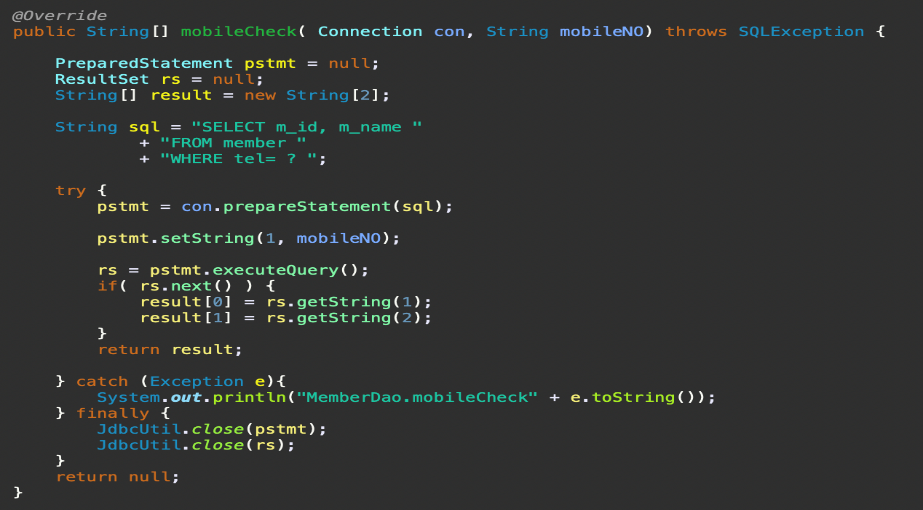 @Override
public String[] mobileCheck( Connection con, String mobileNO) throws SQLException {
PreparedStatement pstmt = null;
ResultSet rs = null;
String[] result = new String[2];
String sql = "SELECT m_id, m_name "
+ "FROM member "
+ "WHERE tel= ? ";
try {
pstmt = con.prepareStatement(sql);
pstmt.setString(1, mobileNO);
rs = pstmt.executeQuery();
if( rs.next() ) {
result[0] = rs.getString(1);
result[1] = rs.getString(2);
}
return result;
} catch (Exception e){
System.out.println("MemberDao.mobileCheck" + e.toString());
} finally {
JdbcUtil.close(pstmt);
JdbcUtil.close(rs);
}
return null;
}